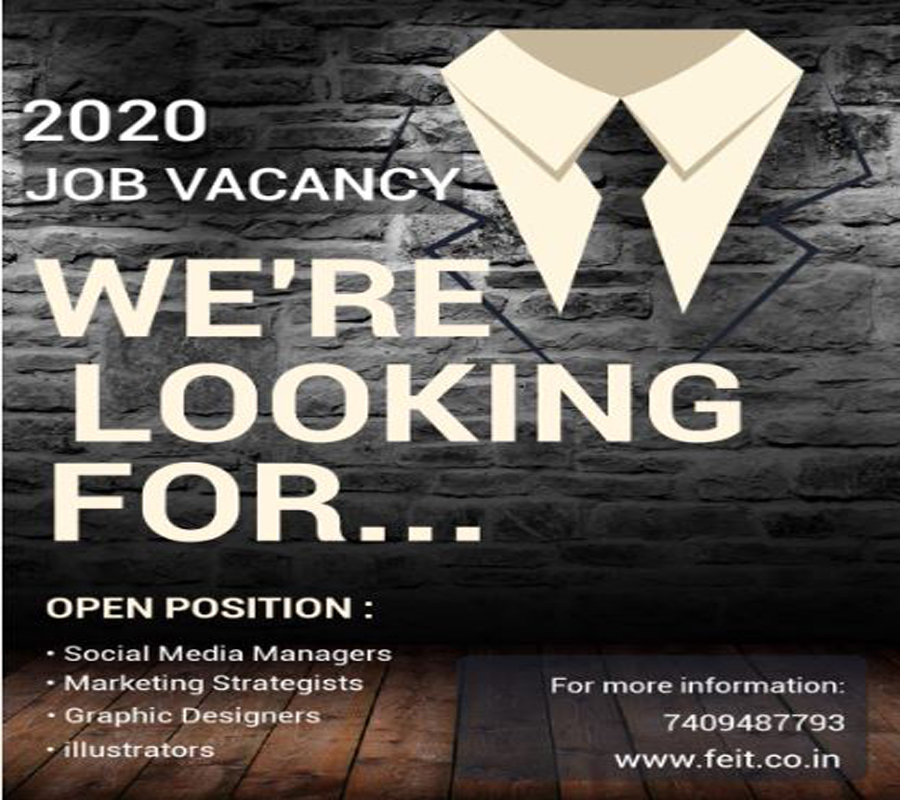 2020
JOB VACANCY
WE'RE
LOOKING
FOR...
OPEN POSITION :
• Social Media Managers
• Marketing Strategists
• Graphic Designers
• illustrators
For more information:
7409487793
www.feit.co.in